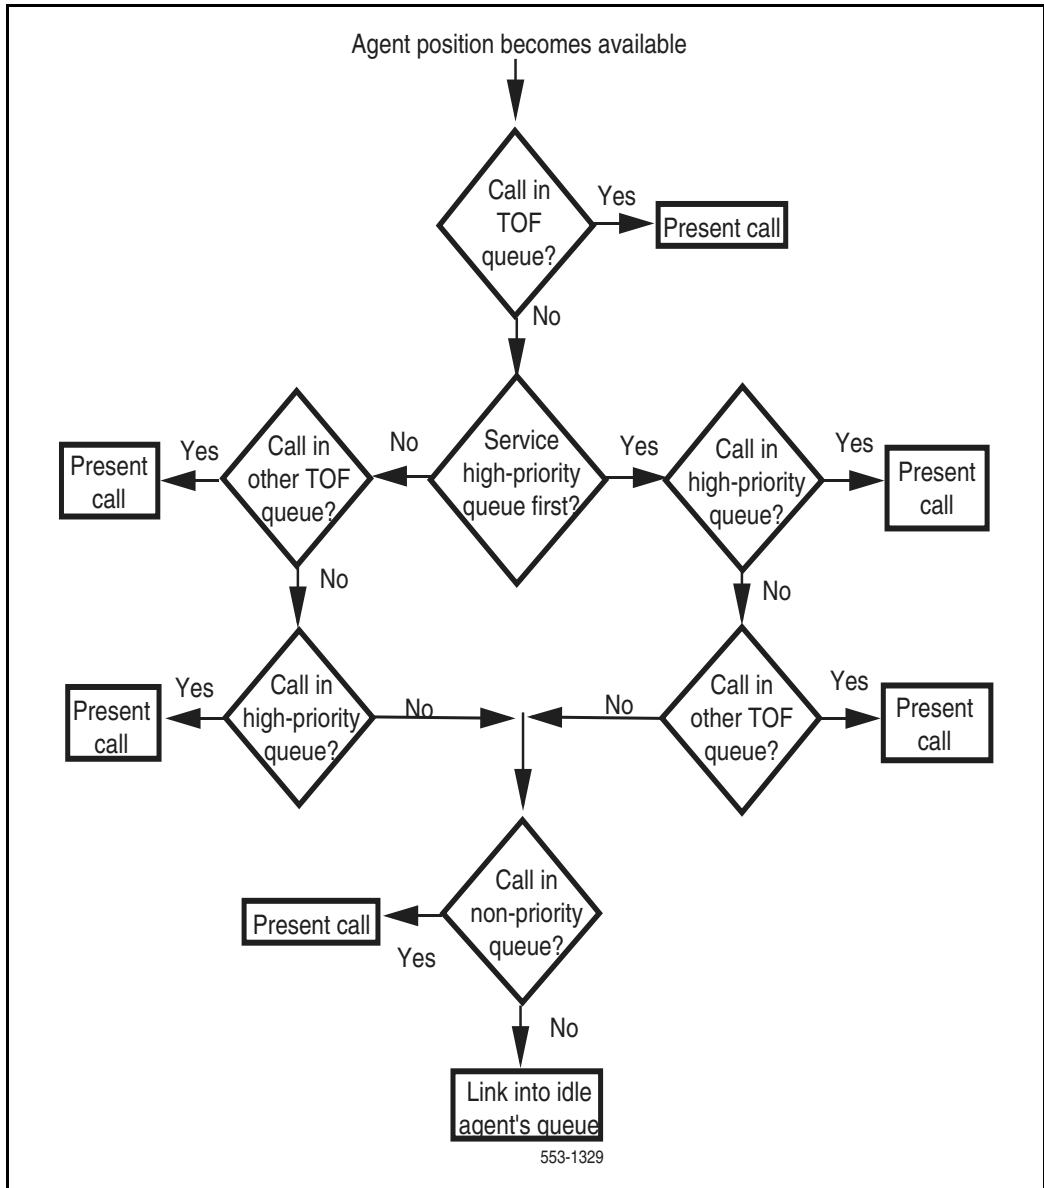 Agent position becomes available
Call in
TOF
queue?
Yes
Present call
No
Call in
other TOF
queue?
Yes
Present
call
No
Service
high-priority
queue first?
Yes
Call in
high-priority
queue?
Yes
Present
call
No
No
Call in
high-priority
queue?
Yes
Present
call
No
No
Call in
other TOF
queue?
Yes
Present
call
Call in
non-priority
queue?
Present call
Yes
No
Link into idle
agent's queue
553-1329